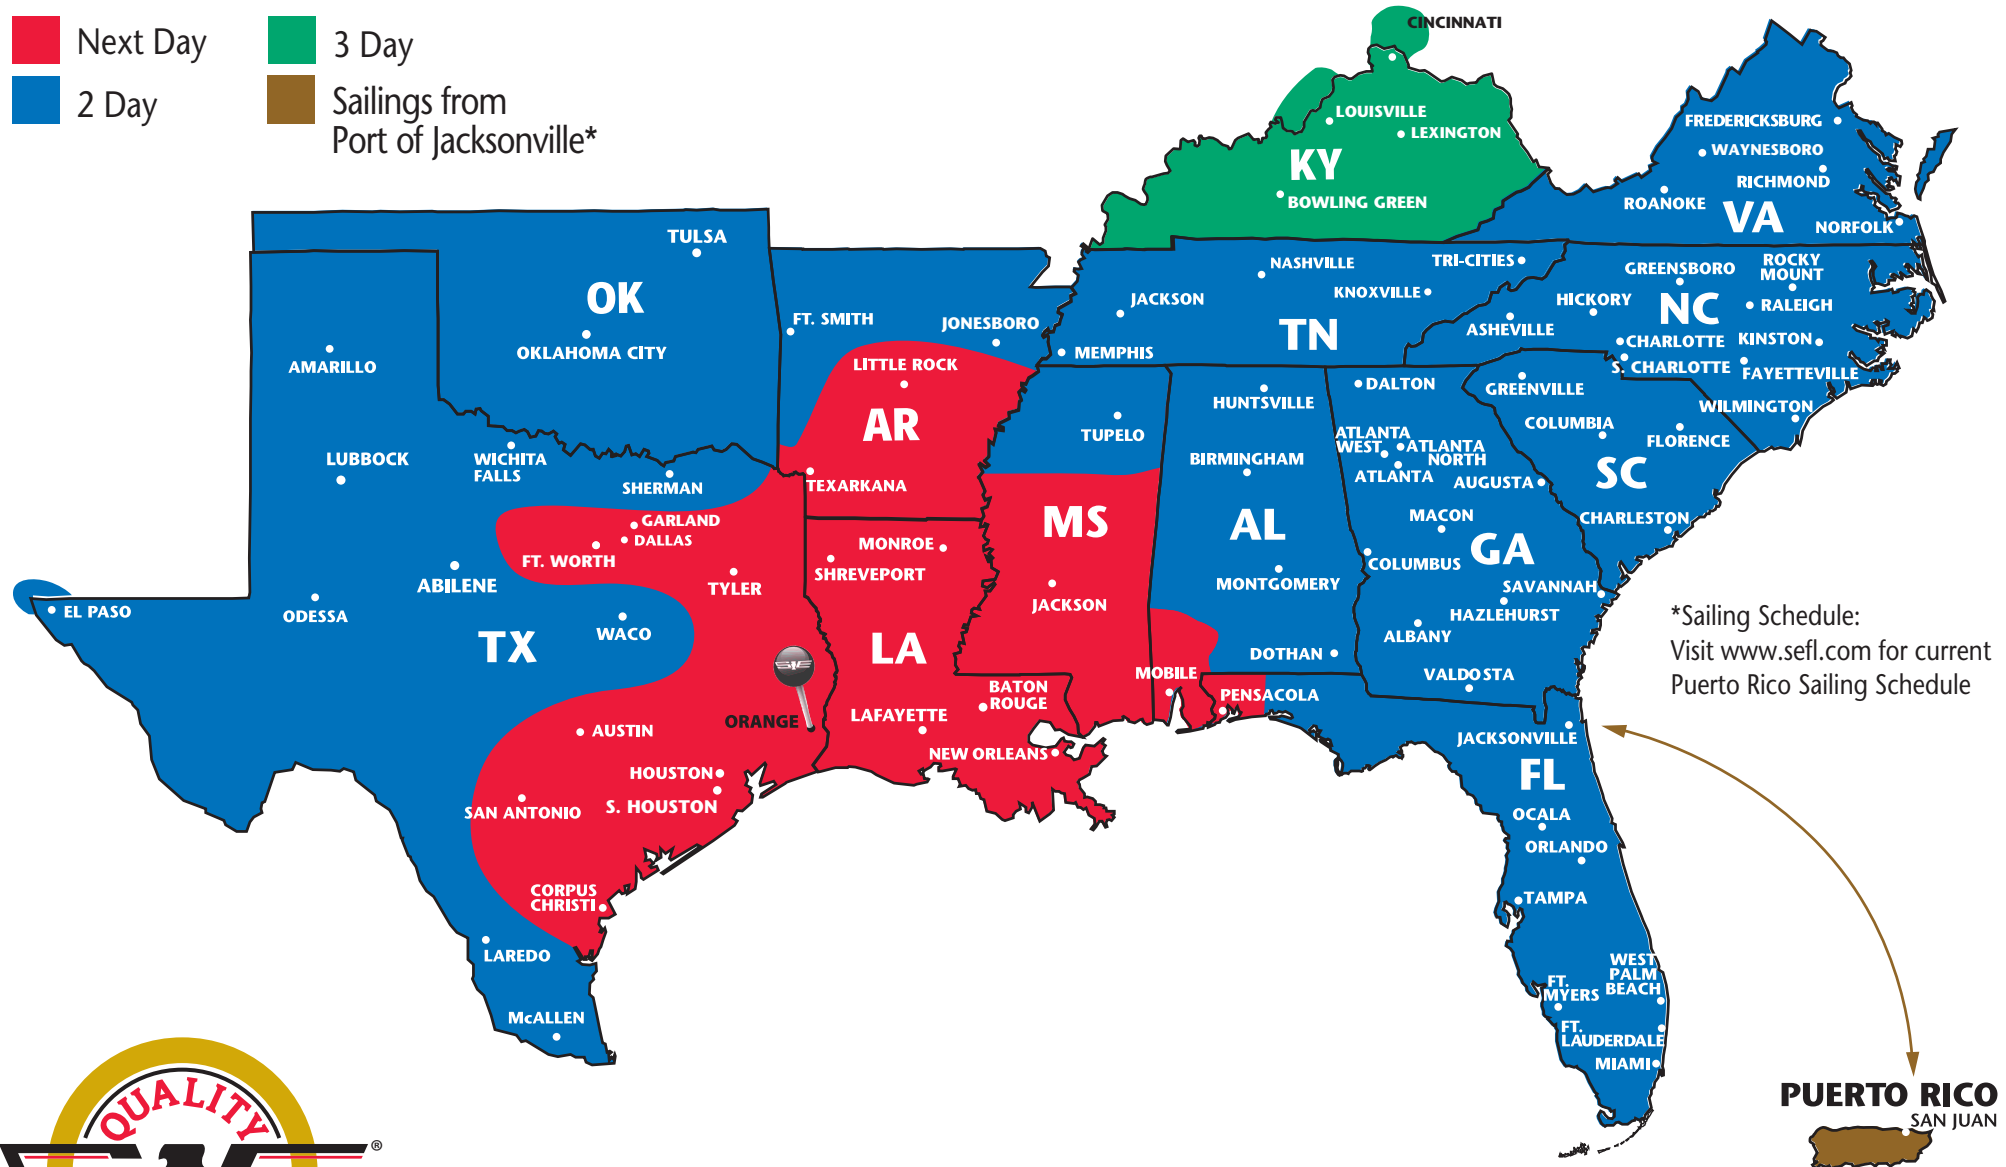 Next Day
3 Day
2 Day
Sailings from
Port of Jacksonville*
CINCINNATI
LOUISVILLE
LEXINGTON
KY
BOWLING GREEN
FREDERICKSBURG
WAYNESBORO
RICHMOND
ROANOKE
VA
NORFOLK
TULSA
OK
OKLAHOMA CITY
AMARILLO
LUBBOCK
WICHITA
FALLS
SHERMAN
GARLAND
DALLAS
FT. WORTH
TYLER
ABILENE
EL PASO
ODESSA
WACO
TX
ORANGE
AUSTIN
HOUSTON
S. HOUSTON
SAN ANTONIO
CORPUS
CHRISTI
LAREDO
McALLEN
FT. SMITH
JONESBORO
LITTLE ROCK
AR
TEXARKANA
MONROE
SHREVEPORT
LA
BATON
ROUGE
LAFAYETTE
NEW ORLEANS
NASHVILLE
TRI-CITIES
JACKSON
KNOXVILLE
TN
MEMPHIS
TUPELO
MS
JACKSON
HUNTSVILLE
BIRMINGHAM
AL
MONTGOMERY
DOTHAN
MOBILE
PENSACOLA
DALTON
ATLANTA
WEST
ATLANTA
NORTH
ATLANTA
AUGUSTA
MACON
GA
COLUMBUS
SAVANNAH
HAZLEHURST
ALBANY
VALDOSTA
GREENSBORO
ROCKY
MOUNT
HICKORY
NC
RALEIGH
ASHEVILLE
CHARLOTTE
KINSTON
S. CHARLOTTE
FAYETTEVILLE
WILMINGTON
GREENVILLE
COLUMBIA
FLORENCE
SC
CHARLESTON
JACKSONVILLE
FL
OCALA
ORLANDO
TAMPA
WEST
PALM
BEACH
FT.
MYERS
FT.
LAUDERDALE
MIAMI
*Sailing Schedule:
Visit www.sefl.com for current
Puerto Rico Sailing Schedule
PUERTO RICO
SAN JUAN
QUALITY
®